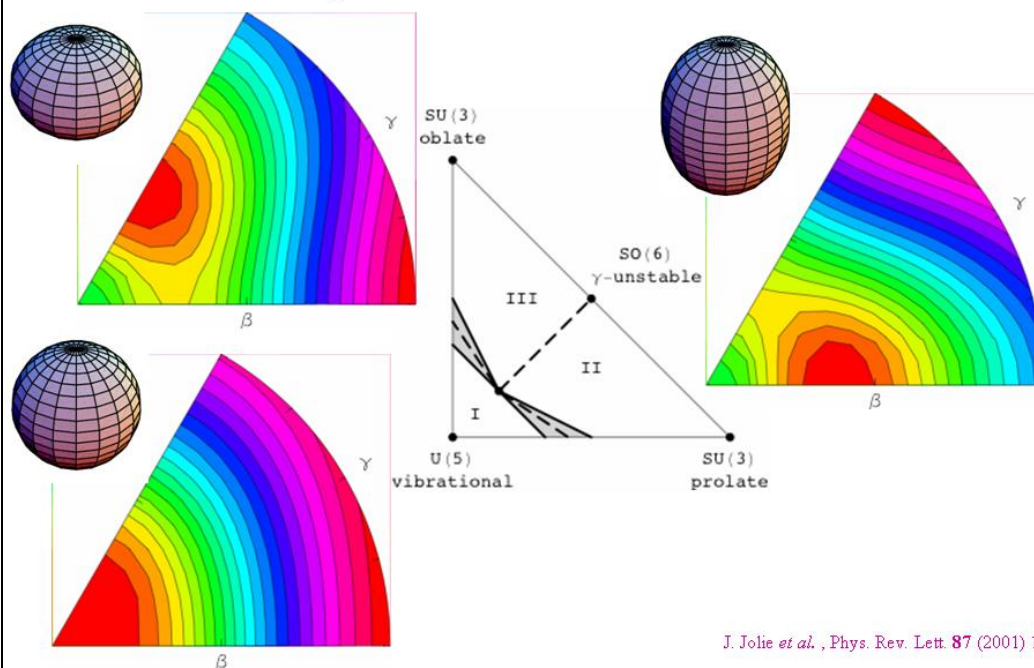 SU(3)
oblate
γ
β
SO(6)
γ-unstable
III
II
I
U(5)
vibrational
SU(3)
prolate
γ
β
γ
β
J. Jolie et al. , Phys. Rev. Lett. 87 (2001)